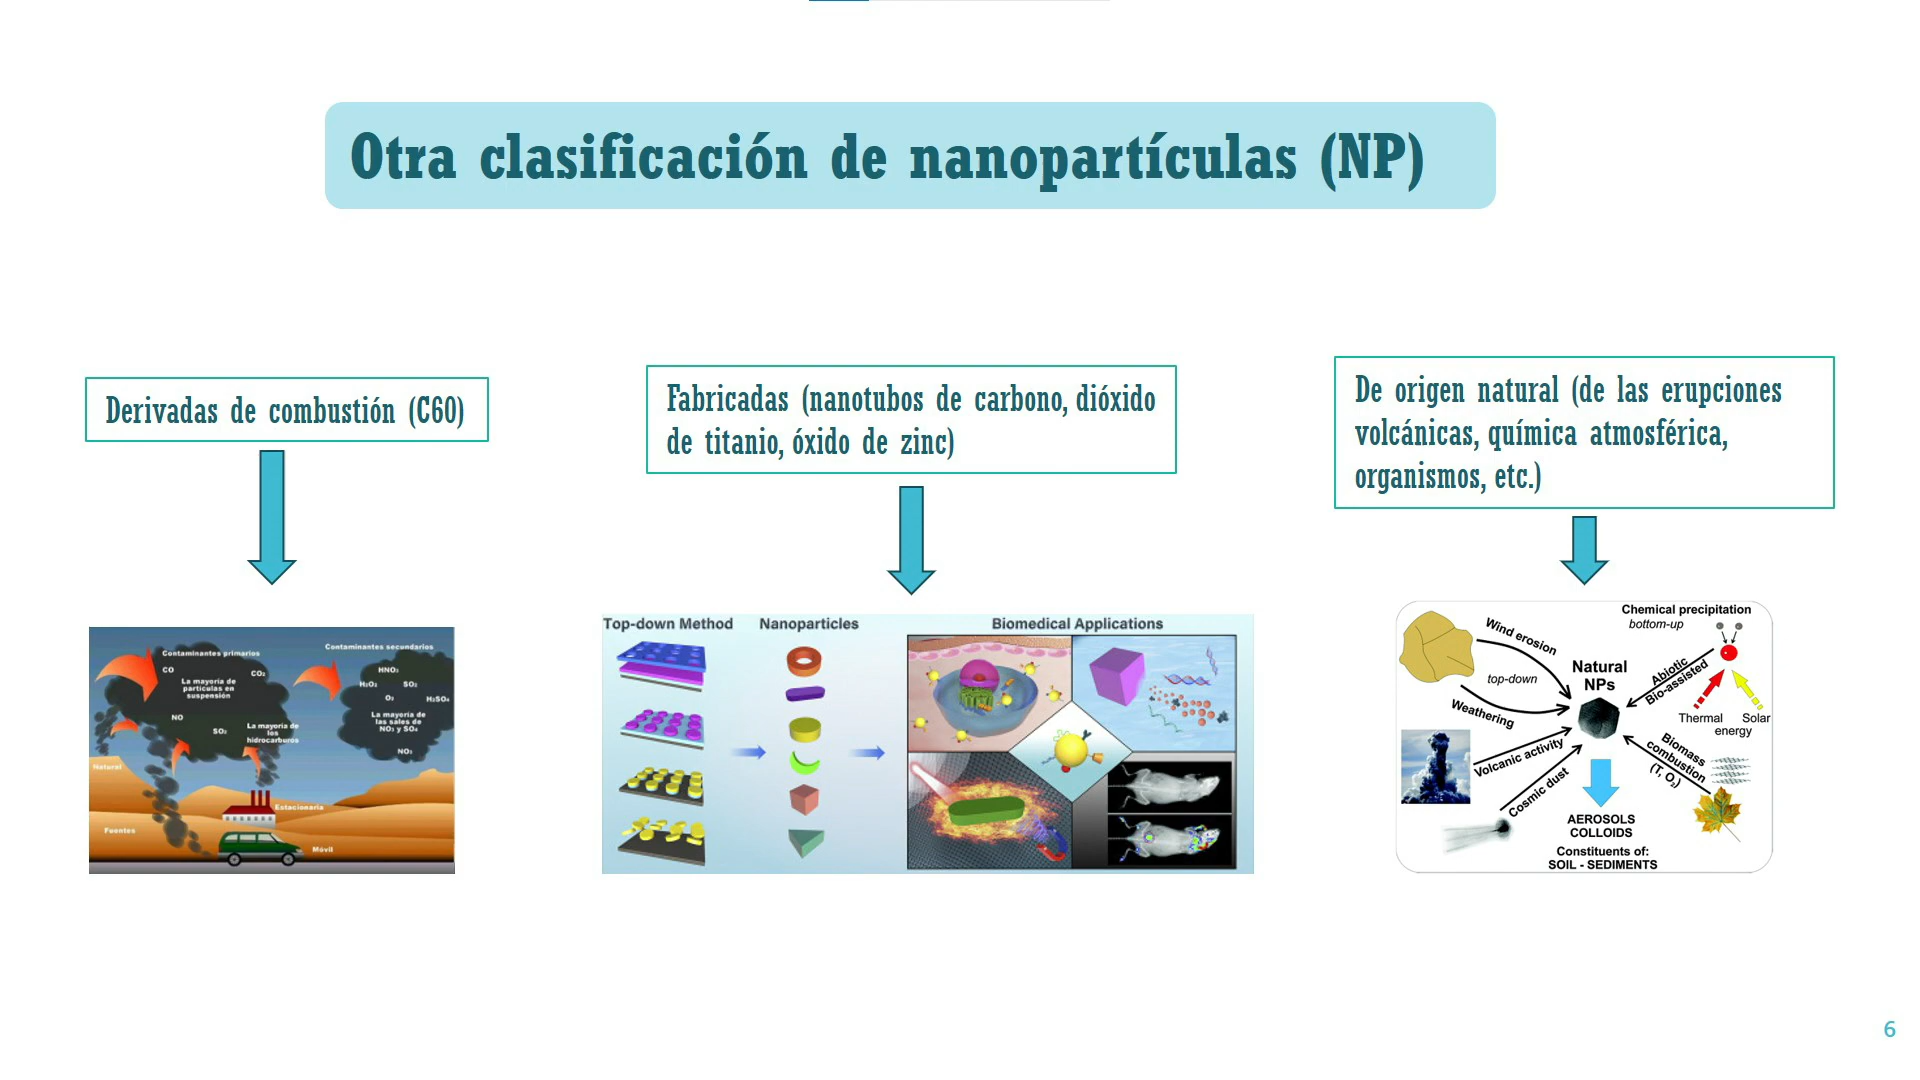 Otra clasificación de nanopartículas (NP)
Derivadas de combustión (C60)
Fabricadas (nanotubos de carbono, dióxido
de titanio, óxido de zinc)
De origen natural (de las erupciones
volcánicas, química atmosférica,
organismos, etc.)
Contaminantes primarios
CO
CO₂
La mayoría de
partículas en
suspensión
NO
SO₂
La mayoría de
los
hidrocarburos
Contaminantes secundarios
HNO₃
H₂O₂
SO₃
O₃
H₂SO₄
La mayoría de
las sales de
NO₃ y SO₄
NO₃
Natural
Fuentes
Estacionaria
Móvil
Top-down Method
Nanoparticles
Biomedical Applications
Chemical precipitation
bottom-up
Wind erosion
top-down
Weathering
Natural
NPs
Abiotic
Bio-assisted
Thermal
Solar
energy
Volcanic activity
Cosmic dust
Biomass
combustion
(T, O₂)
AEROSOLS
COLLOIDS
Constituents of:
SOIL - SEDIMENTS
6